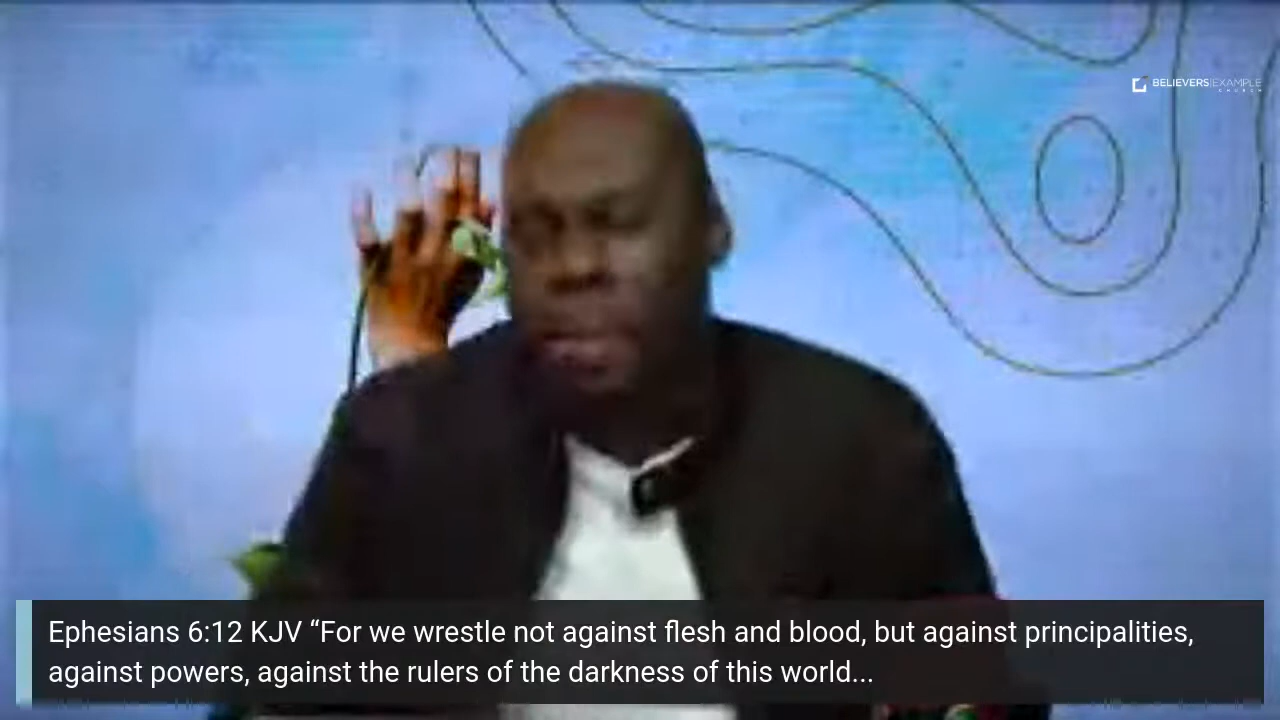 BELIEVERS EXAMPLE
CHURCH
Ephesians 6:12 KJV “For we wrestle not against flesh and blood, but against principalities,
against powers, against the rulers of the darkness of this world...